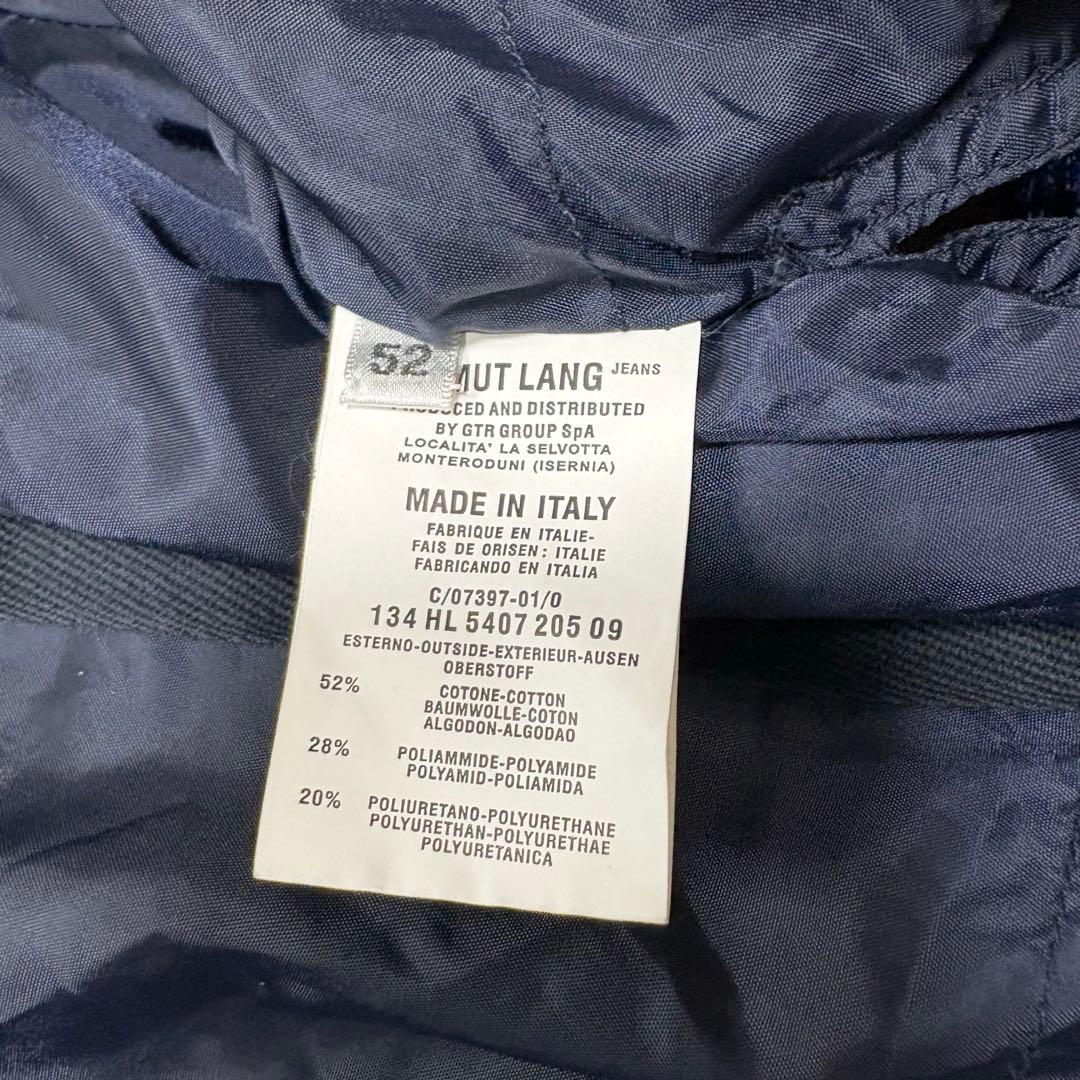 52
MUT LANG JEANS
PRODUCED AND DISTRIBUTED
BY GTR GROUP SpA
LOCALITA' LA SELVOTTA
MONTERODUNI (ISERNIA)
MADE IN ITALY
FABRIQUE EN ITALIE-
FAIS DE ORISEN: ITALIE
FABRICANDO EN ITALIA
C/07397-01/0
134 HL 5407 205 09
ESTERNO-OUTSIDE-EXTERIEUR-AUSEN
OBERSTOFF
52% COTONE-COTTON
BAUMWOLLE-COTON
ALGODON-ALGODAO
28% POLIAMMIDE-POLYAMIDE
POLYAMID-POLIAMIDA
20% POLIURETANO-POLYURETHANE
POLYURETHAN-POLYURETHAE
POLYURETANICA